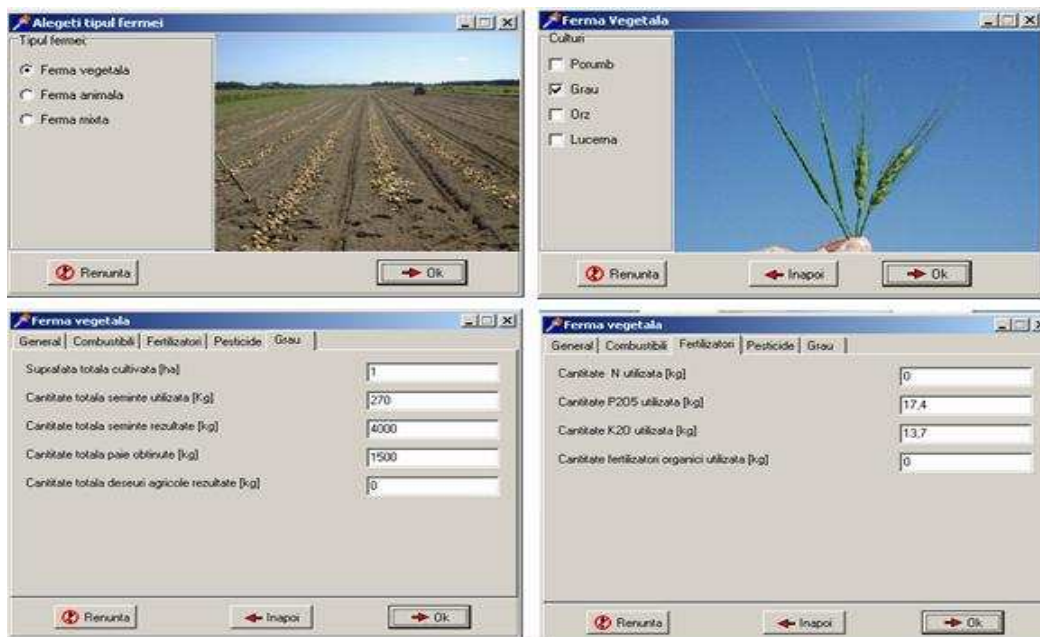 Alegeti tipul fermei
Tipul fermei:
Ferma vegetala
Ferma animala
Ferma mixta
Renunta
Ok
Ferma Vegetala
Culturi
Porumb
Grau
Orz
Lucerna
Renunta
Inapoi
Ok
Ferma vegetala
General Combustibili Fertilizatori Pesticide Grau
Suprafata totala cultivata [ha] 1
Cantitate totala seminte utilizata [Kg] 270
Cantitate totala seminte rezultate [kg] 4000
Cantitate totala paie obtinute [kg] 1500
Cantitate totala deseuri agricole rezultate [kg] 0
Renunta
Inapoi
Ok
Ferma vegetala
General Combustibili Fertilizatori Pesticide Grau
Cantitate N utilizata [kg] 0
Cantitate P2O5 utilizata [kg] 17,4
Cantitate K2O utilizata [kg] 13,7
Cantitate fertilizatori organici utilizata [kg] 0
Renunta
Inapoi
Ok